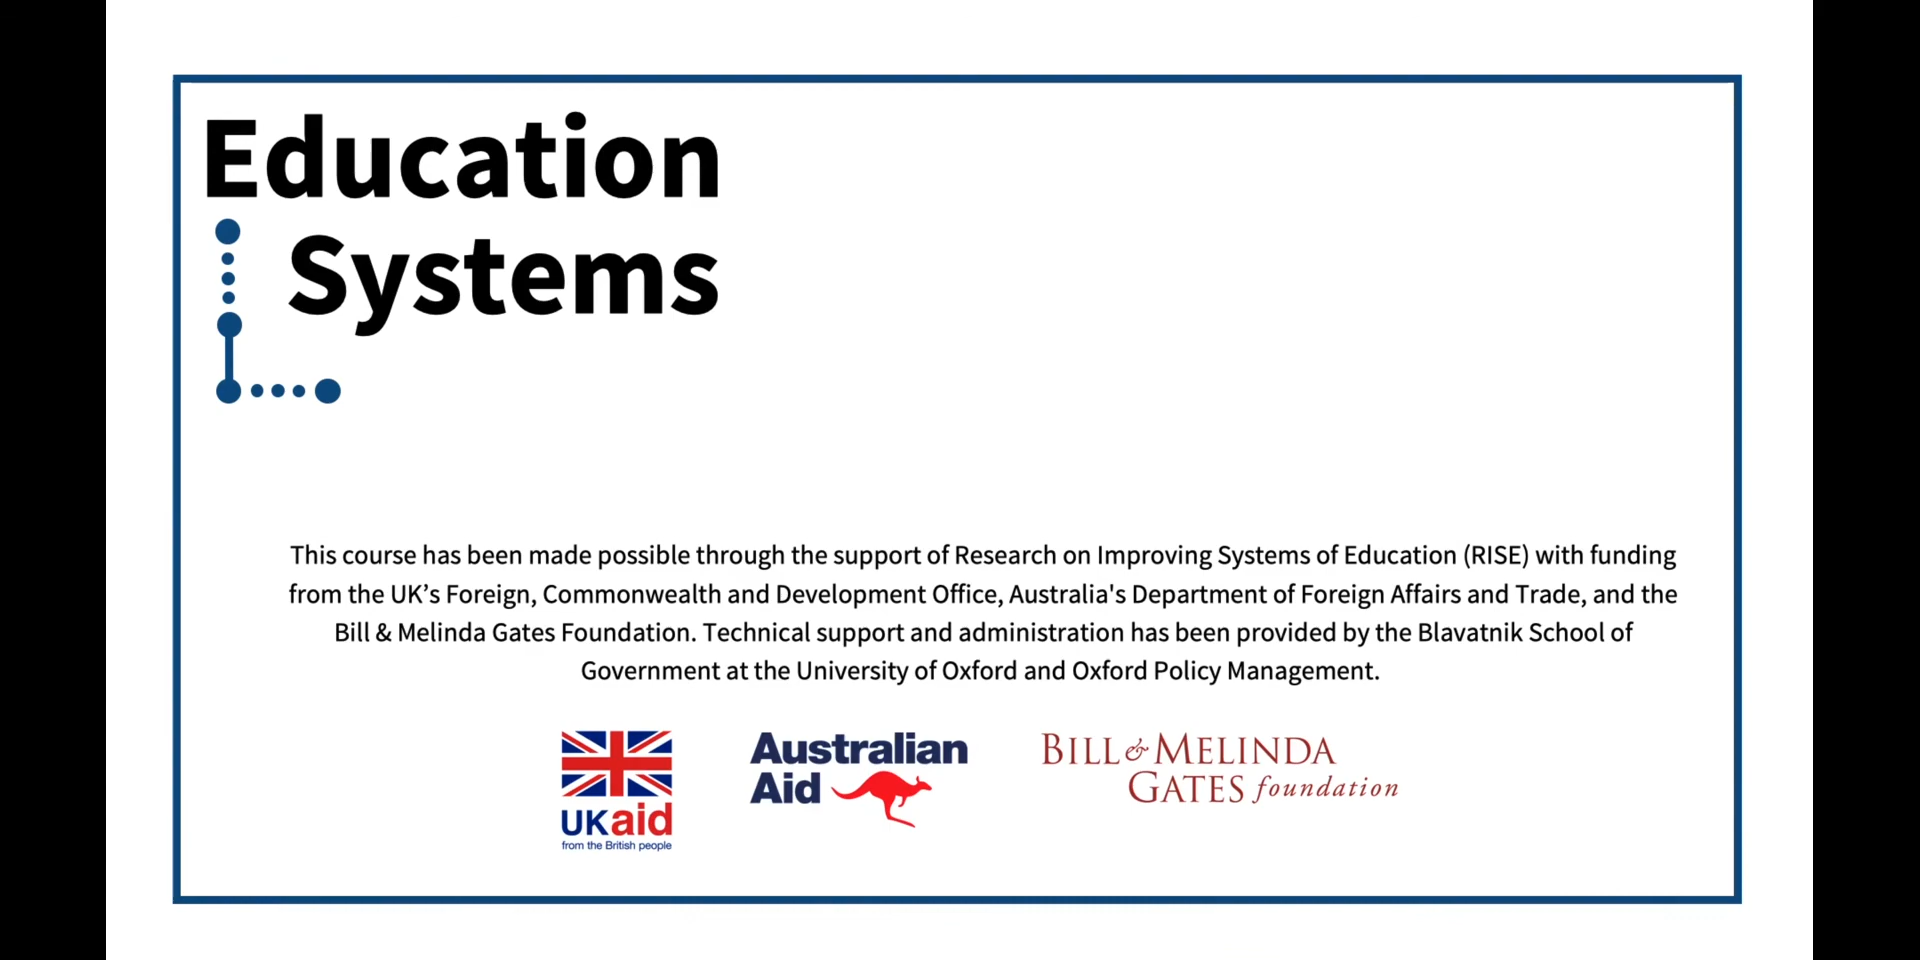 Education
Systems
This course has been made possible through the support of Research on Improving Systems of Education (RISE) with funding
from the UK’s Foreign, Commonwealth and Development Office, Australia's Department of Foreign Affairs and Trade, and the
Bill & Melinda Gates Foundation. Technical support and administration has been provided by the Blavatnik School of
Government at the University of Oxford and Oxford Policy Management.
UKaid
from the British people
Australian
Aid
BILL & MELINDA
GATES foundation